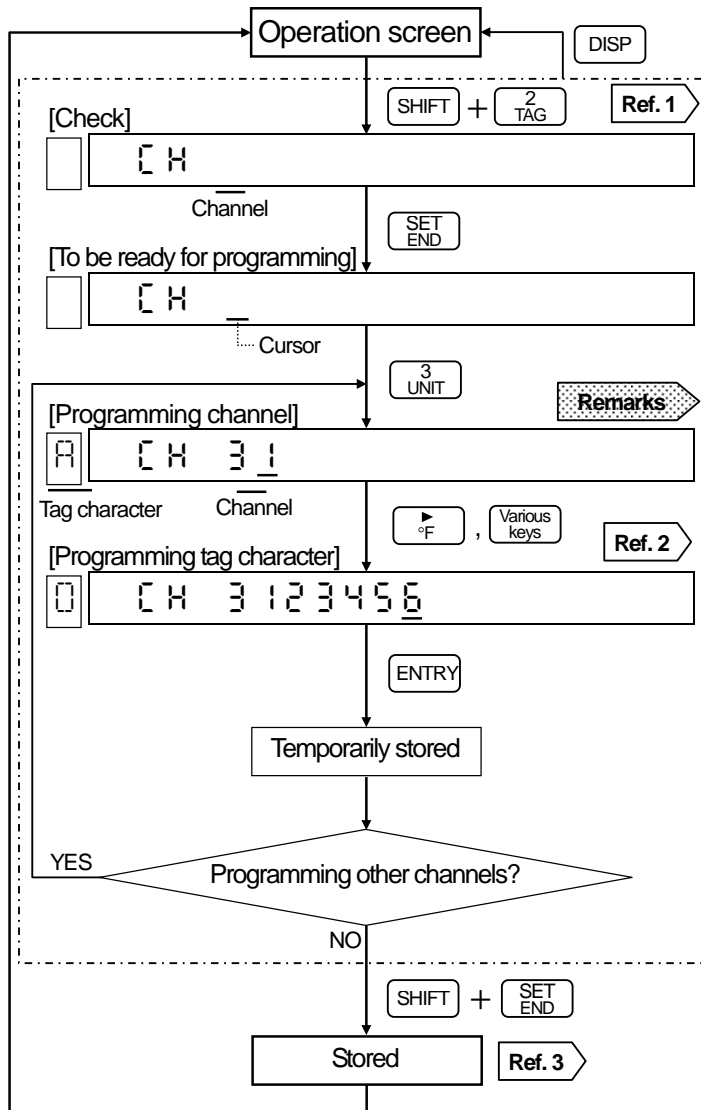 Operation screen
DISP
SHIFT + 2 TAG
Ref. 1
[Check]
CH
Channel
SET END
[To be ready for programming]
CH
Cursor
3 UNIT
Remarks
[Programming channel]
A CH 31
Tag character Channel
► °F , Various keys
Ref. 2
[Programming tag character]
0 CH 3123456
ENTRY
Temporarily stored
YES
Programming other channels?
NO
SHIFT + SET END
Stored
Ref. 3